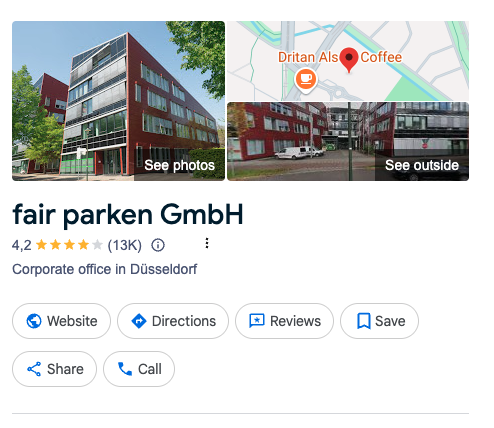 Dritan Als Coffee
See photos
See outside
fair parken GmbH
4,2 (13K)
Corporate office in Düsseldorf
Website
Directions
Reviews
Save
Share
Call